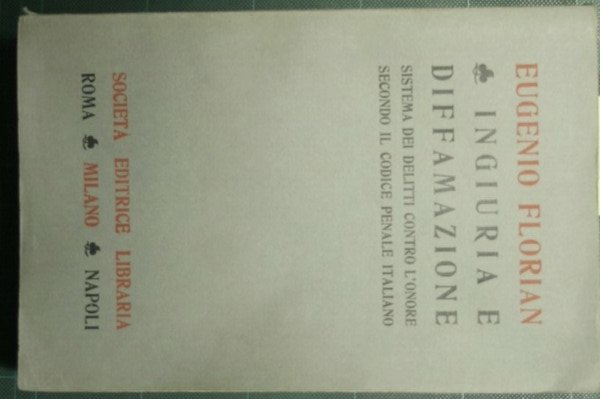 EUGENIO FLORIAN
INGIURIA E
DIFFAMAZIONE
SISTEMA DEI DELITTI CONTRO L'ONORE
SECONDO IL CODICE PENALE ITALIANO
SOCIETÀ EDITRICE LIBRARIA
ROMA MILANO NAPOLI